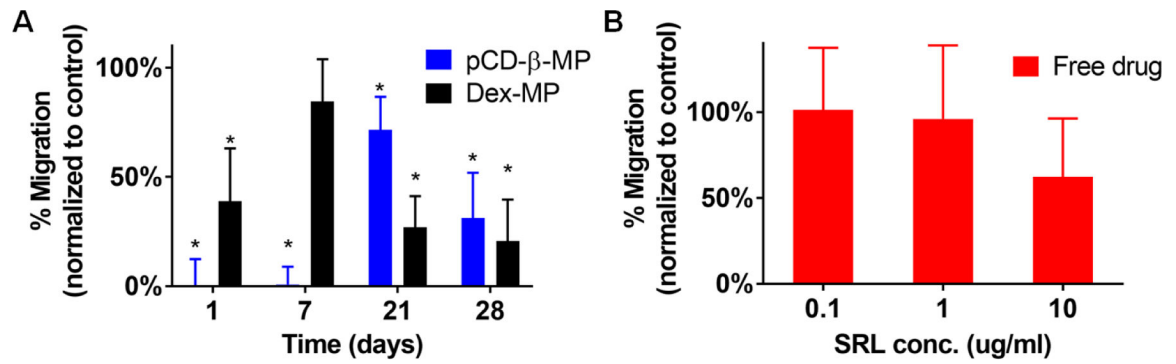 A
% Migration
(normalized to control)
100%
50%
0%
pCD-β-MP
Dex-MP
*
*
*
*
*
*
*
1
7
21
28
Time (days)
B
% Migration
(normalized to control)
100%
50%
0%
Free drug
0.1
1
10
SRL conc. (ug/ml)